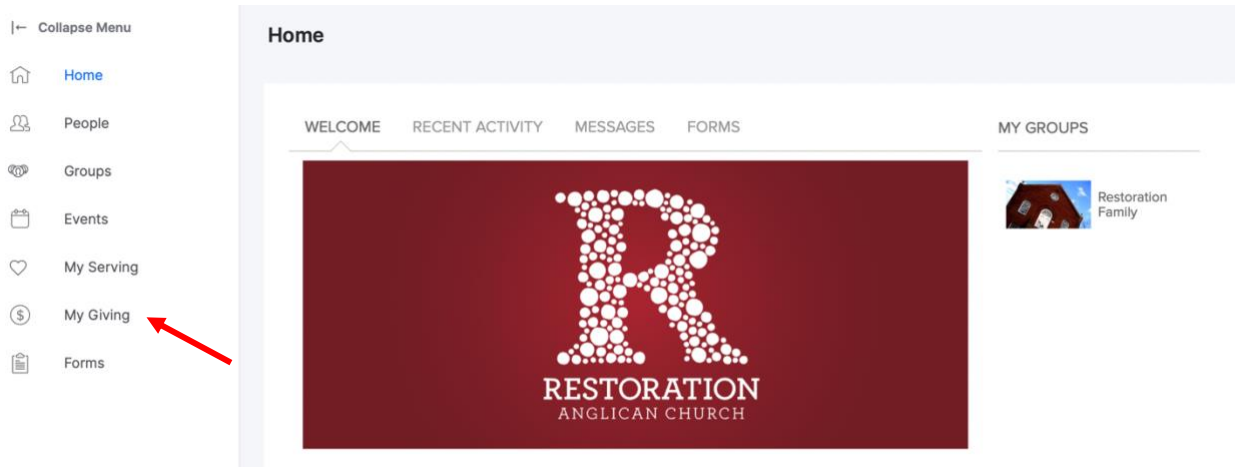 Collapse Menu
Home
People
Groups
Events
My Serving
My Giving
Forms
Home
WELCOME RECENT ACTIVITY MESSAGES FORMS
R
RESTORATION
ANGLICAN CHURCH
MY GROUPS
Restoration
Family